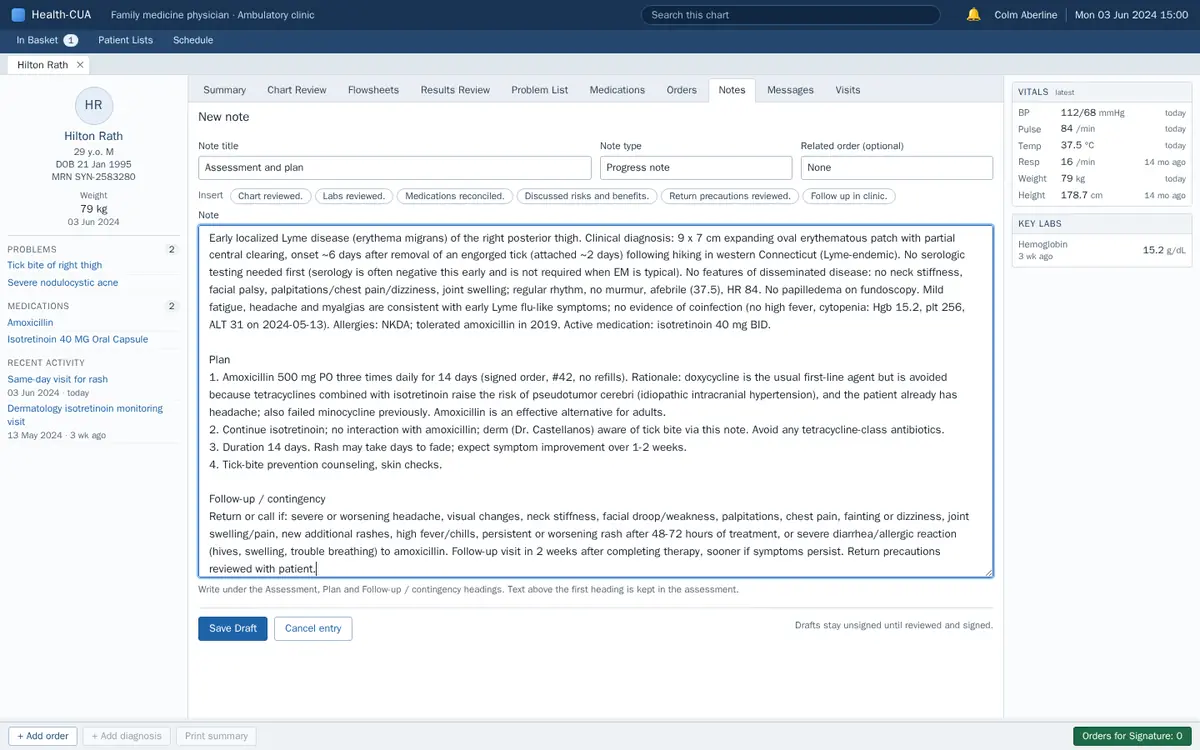 Health-CUA
Family medicine physician · Ambulatory clinic
Search this chart
Colm Aberline
Mon 03 Jun 2024 15:00
In Basket 1
Patient Lists
Schedule
Hilton Rath ×
HR
Hilton Rath
29 y.o. M
DOB 21 Jan 1995
MRN SYN-2583280
Weight
79 kg
03 Jun 2024
PROBLEMS 2
Tick bite of right thigh
Severe nodulocystic acne
MEDICATIONS 2
Amoxicillin
Isotretinoin 40 MG Oral Capsule
RECENT ACTIVITY
Same-day visit for rash
03 Jun 2024 · today
Dermatology isotretinoin monitoring
visit
13 May 2024 · 3 wk ago
Summary
Chart Review
Flowsheets
Results Review
Problem List
Medications
Orders
Notes
Messages
Visits
New note
Note title
Note type
Related order (optional)
Assessment and plan
Progress note
None
Insert
Chart reviewed.
Labs reviewed.
Medications reconciled.
Discussed risks and benefits.
Return precautions reviewed.
Follow up in clinic.
Note
Early localized Lyme disease (erythema migrans) of the right posterior thigh. Clinical diagnosis: 9 x 7 cm expanding oval erythematous patch with partial
central clearing, onset ~6 days after removal of an engorged tick (attached ~2 days) following hiking in western Connecticut (Lyme-endemic). No serologic
testing needed first (serology is often negative this early and is not required when EM is typical). No features of disseminated disease: no neck stiffness,
facial palsy, palpitations/chest pain/dizziness, joint swelling; regular rhythm, no murmur, afebrile (37.5), HR 84. No papilledema on fundoscopy. Mild
fatigue, headache and myalgias are consistent with early Lyme flu-like symptoms; no evidence of coinfection (no high fever, cytopenia: Hgb 15.2, plt 256,
ALT 31 on 2024-05-13). Allergies: NKDA; tolerated amoxicillin in 2019. Active medication: isotretinoin 40 mg BID.
Plan
1. Amoxicillin 500 mg PO three times daily for 14 days (signed order, #42, no refills). Rationale: doxycycline is the usual first-line agent but is avoided
because tetracyclines combined with isotretinoin raise the risk of pseudotumor cerebri (idiopathic intracranial hypertension), and the patient already has
headache; also failed minocycline previously. Amoxicillin is an effective alternative for adults.
2. Continue isotretinoin; no interaction with amoxicillin; derm (Dr. Castellanos) aware of tick bite via this note. Avoid any tetracycline-class antibiotics.
3. Duration 14 days. Rash may take days to fade; expect symptom improvement over 1-2 weeks.
4. Tick-bite prevention counseling, skin checks.
Follow-up / contingency
Return or call if: severe or worsening headache, visual changes, neck stiffness, facial droop/weakness, palpitations, chest pain, fainting or dizziness, joint
swelling/pain, new additional rashes, high fever/chills, persistent or worsening rash after 48-72 hours of treatment, or severe diarrhea/allergic reaction
(hives, swelling, trouble breathing) to amoxicillin. Follow-up visit in 2 weeks after completing therapy, sooner if symptoms persist. Return precautions
reviewed with patient.
Write under the Assessment, Plan and Follow-up / contingency headings. Text above the first heading is kept in the assessment.
Save Draft
Cancel entry
Drafts stay unsigned until reviewed and signed.
VITALS latest
BP 112/68 mmHg today
Pulse 84 /min today
Temp 37.5 °C today
Resp 16 /min 14 mo ago
Weight 79 kg today
Height 178.7 cm 14 mo ago
KEY LABS
Hemoglobin
3 wk ago
15.2 g/dL
+ Add order
+ Add diagnosis
Print summary
Orders for Signature: 0